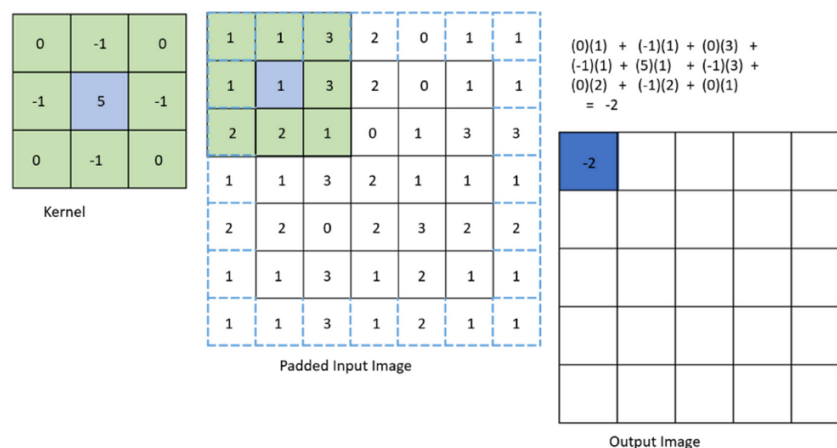 0 -1 0
-1 5 -1
0 -1 0
Kernel
1 1 3 2 0 1 1
1 1 3 2 0 1 1
2 2 1 0 1 3 3
1 1 3 2 1 1 1
2 2 0 2 3 2 2
1 1 3 1 2 1 1
1 1 3 1 2 1 1
Padded Input Image
(0)(1) + (-1)(1) + (0)(3) +
(-1)(1) + (5)(1) + (-1)(3) +
(0)(2) + (-1)(2) + (0)(1)
= -2
-2
Output Image